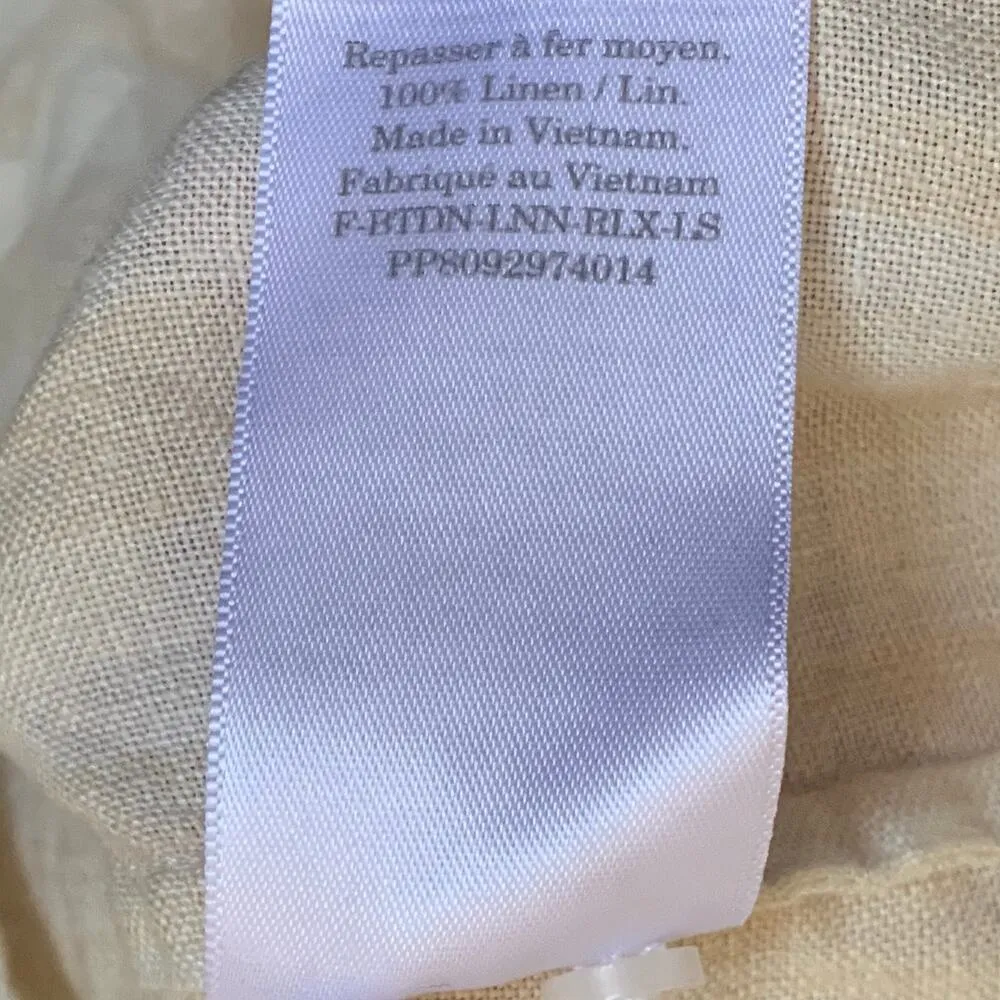 Repasser à fer moyen.
100% Linen / Lin.
Made in Vietnam.
Fabriqué au Vietnam
F-BTDN-LNN-RLX-LS
PP8092974014